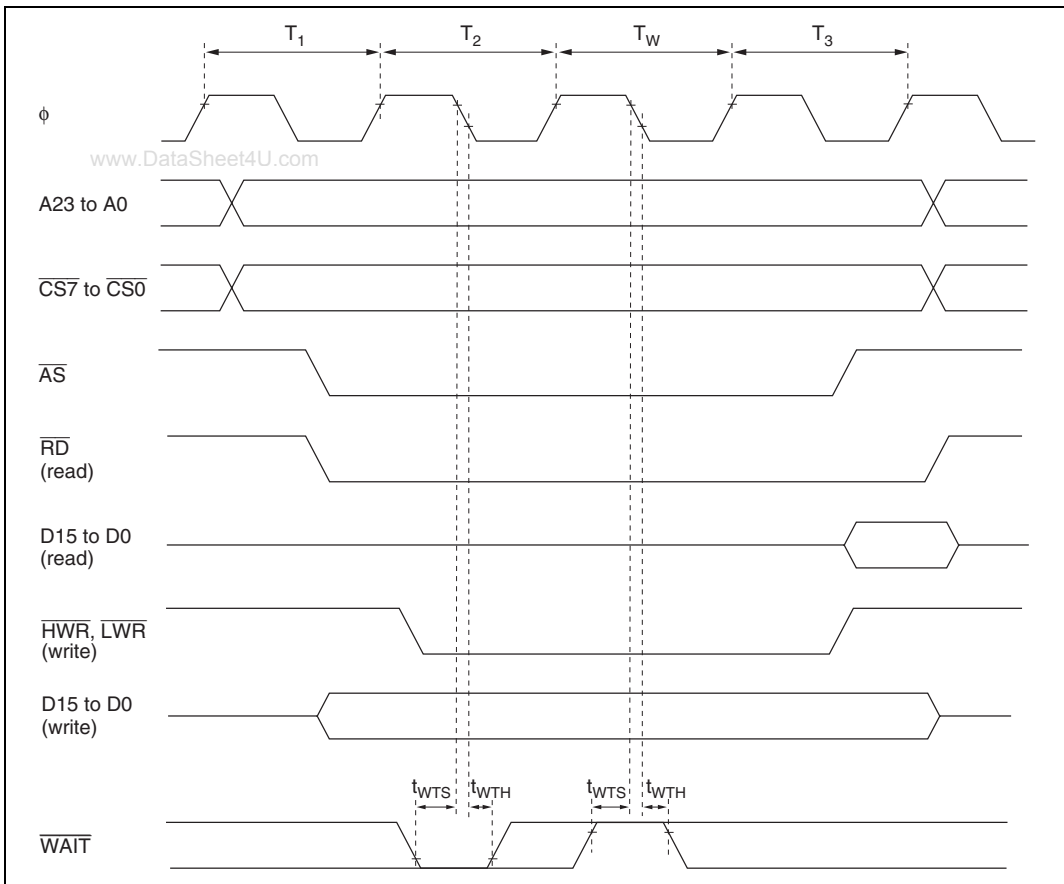 T1 T2 TW T3
φ
www.DataSheet4U.com
A23 to A0
CS7 to CS0
AS
RD
(read)
D15 to D0
(read)
HWR, LWR
(write)
D15 to D0
(write)
tWTS tWTH tWTS tWTH
WAIT